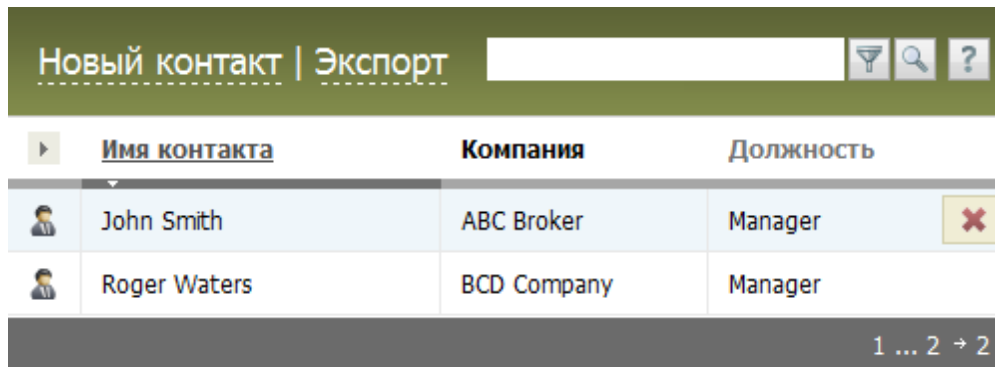 Новый контакт | Экспорт ?
Имя контакта Компания Должность
John Smith ABC Broker Manager
Roger Waters BCD Company Manager
1 ... 2 → 2